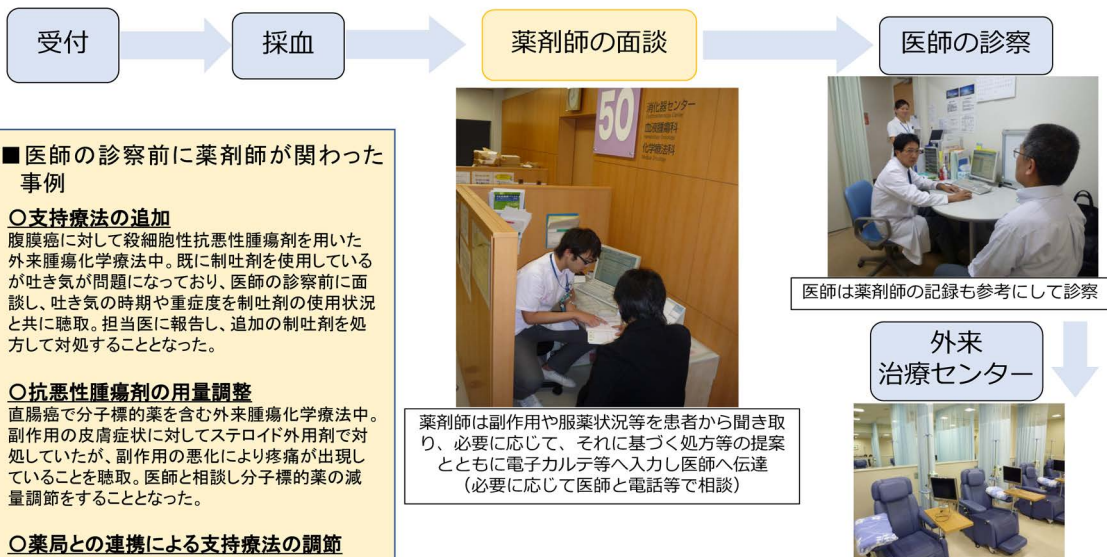 受付
採血
薬剤師の面談
医師の診察
■医師の診察前に薬剤師が関わった
事例
○支持療法の追加
腹膜癌に対して殺細胞性抗悪性腫瘍剤を用いた
外来腫瘍化学療法中。既に制吐剤を使用している
が吐き気が問題になっており、医師の診察前に面
談し、吐き気の時期や重症度を制吐剤の使用状況
と共に聴取。担当医に報告し、追加の制吐剤を処
方して対処することとなった。
○抗悪性腫瘍剤の用量調整
直腸癌で分子標的薬を含む外来腫瘍化学療法中。
副作用の皮膚症状に対してステロイド外用剤で対
処していたが、副作用の悪化により疼痛が出現し
ていることを聴取。医師と相談し分子標的薬の減
量調節をすることとなった。
○薬局との連携による支持療法の調節
50
消化器センター
血液腫瘍科
化学療法科
薬剤師は副作用や服薬状況等を患者から聞き取
り、必要に応じて、それに基づく処方等の提案
とともに電子カルテ等へ入力し医師へ伝達
（必要に応じて医師と電話等で相談）
医師は薬剤師の記録も参考にして診察
外来
治療センター